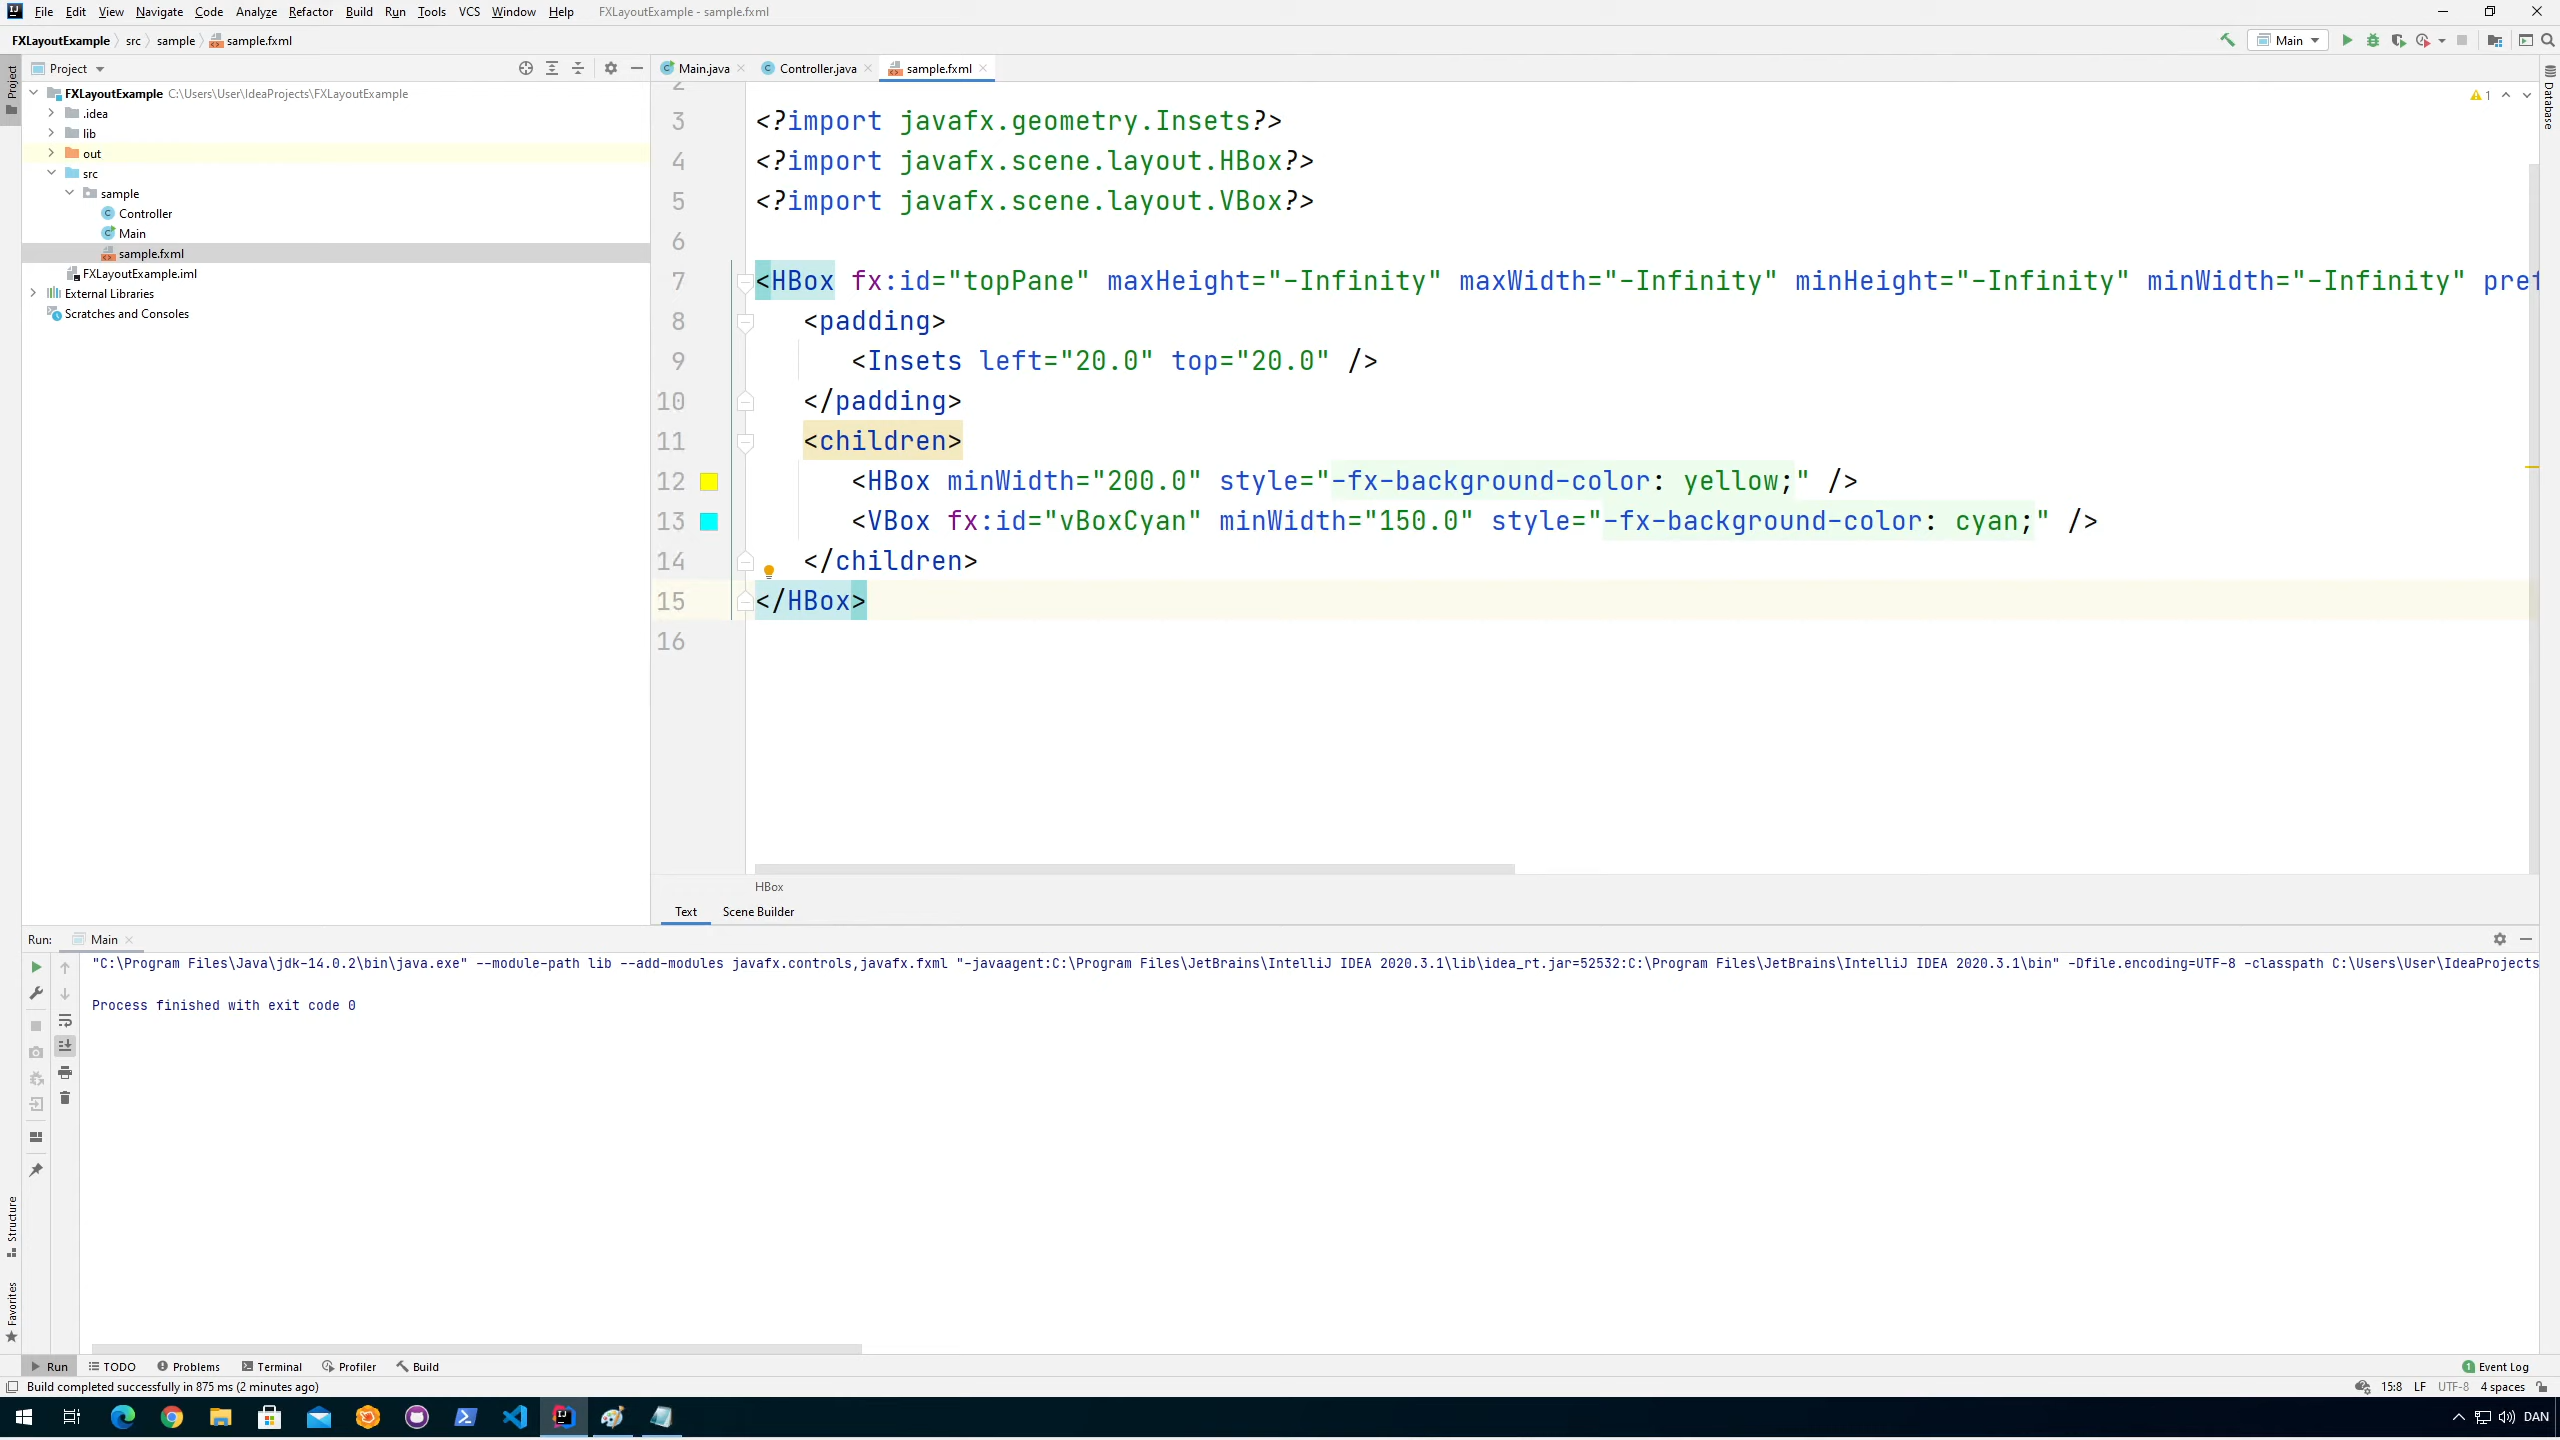 File Edit View Navigate Code Analyze Refactor Build Run Tools VCS Window Help FXLayoutExample - sample.fxml
FXLayoutExample src sample sample.fxml Main
Project
Project
FXLayoutExample C:\Users\User\IdeaProjects\FXLayoutExample
.idea
lib
out
src
sample
Controller
Main
sample.fxml
FXLayoutExample.iml
External Libraries
Scratches and Consoles
Main.java Controller.java sample.fxml
1
Database
2
3 <?import javafx.geometry.Insets?>
4 <?import javafx.scene.layout.HBox?>
5 <?import javafx.scene.layout.VBox?>
6
7 <HBox fx:id="topPane" maxHeight="-Infinity" maxWidth="-Infinity" minHeight="-Infinity" minWidth="-Infinity" pref
8 <padding>
9 <Insets left="20.0" top="20.0" />
10 </padding>
11 <children>
12 <HBox minWidth="200.0" style="-fx-background-color: yellow;" />
13 <VBox fx:id="vBoxCyan" minWidth="150.0" style="-fx-background-color: cyan;" />
14 </children>
15 </HBox>
16
HBox
Text Scene Builder
Run: Main
"C:\Program Files\Java\jdk-14.0.2\bin\java.exe" --module-path lib --add-modules javafx.controls,javafx.fxml "-javaagent:C:\Program Files\JetBrains\IntelliJ IDEA 2020.3.1\lib\idea_rt.jar=52532:C:\Program Files\JetBrains\IntelliJ IDEA 2020.3.1\bin" -Dfile.encoding=UTF-8 -classpath C:\Users\User\IdeaProjects
Process finished with exit code 0
Structure
Favorites
Run TODO Problems Terminal Profiler Build 1 Event Log
Build completed successfully in 875 ms (2 minutes ago) 15:8 LF UTF-8 4 spaces
DAN